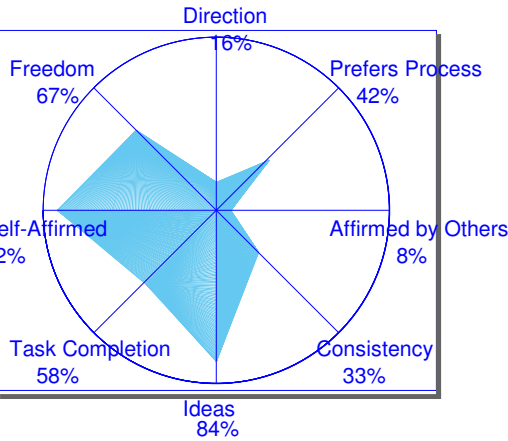 Direction
16%
Freedom
67%
Prefers Process
42%
elf-Affirmed
2%
Affirmed by Others
8%
Task Completion
58%
Consistency
33%
Ideas
84%